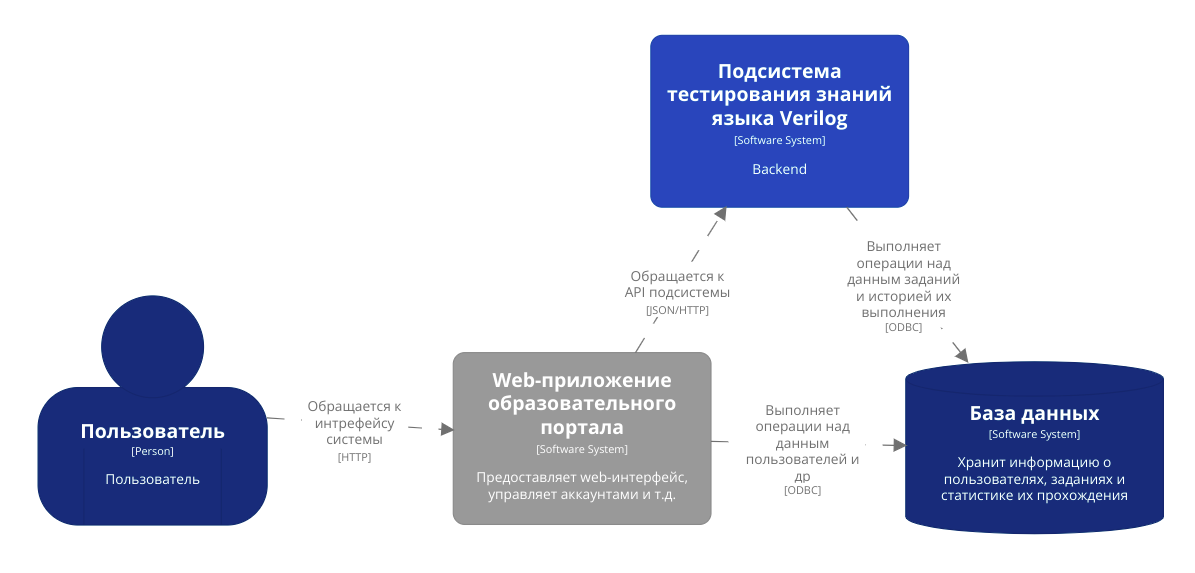 Подсистема
тестирования знаний
языка Verilog
[Software System]
Backend
Обращается к
API подсистемы
[JSON/HTTP]
Выполняет
операции над
данным заданий
и историей их
выполнения
[ODBC]
Пользователь
[Person]
Пользователь
Обращается к
интрефейсу
системы
[HTTP]
Web-приложение
образовательного
портала
[Software System]
Предоставляет web-интерфейс,
управляет аккаунтами и т.д.
Выполняет
операции над
данным
пользователей и
др
[ODBC]
База данных
[Software System]
Хранит информацию о
пользователях, заданиях и
статистике их прохождения